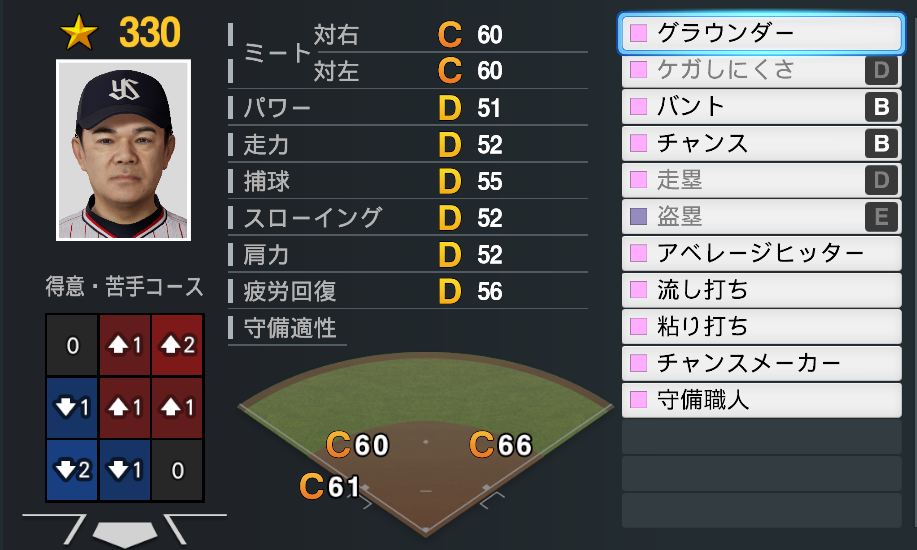 330
YS
ミート 対右 C 60
対左 C 60
パワー D 51
走力 D 52
捕球 D 55
スローイング D 52
肩力 D 52
疲労回復 D 56
守備適性
C60 C66
C61
得意・苦手コース
0 1 2
1 1 1
2 1 0
グラウンダー
ケガしにくさ D
バント B
チャンス B
走塁 D
盗塁 E
アベレージヒッター
流し打ち
粘り打ち
チャンスメーカー
守備職人